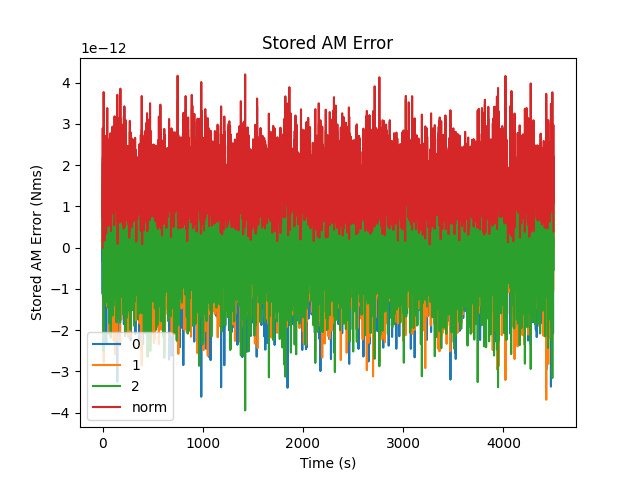 Stored AM Error
1e−12
4
3
2
1
0
−1
−2
−3
−4
Stored AM Error (Nms)
0
1
2
norm
0 1000 2000 3000 4000
Time (s)